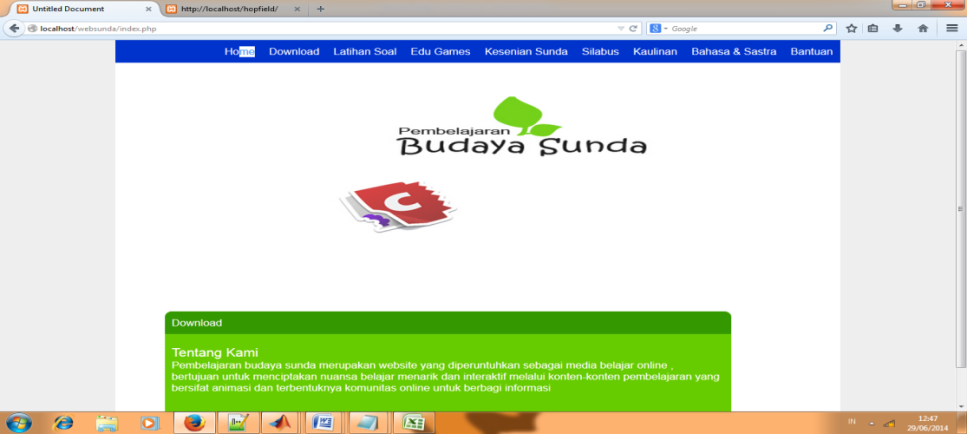 Untitled Document
http://localhost/hopfield/
localhost/websunda/index.php
Google
Home Download Latihan Soal Edu Games Kesenian Sunda Silabus Kaulinan Bahasa & Sastra Bantuan
Pembelajaran
Budaya Sunda
C
Download
Tentang Kami
Pembelajaran budaya sunda merupakan website yang diperuntuhkan sebagai media belajar online ,
bertujuan untuk menciptakan nuansa belajar menarik dan interaktif melalui konten-konten pembelajaran yang
bersifat animasi dan terbentuknya komunitas online untuk berbagi informasi
IN
12:47
29/06/2014